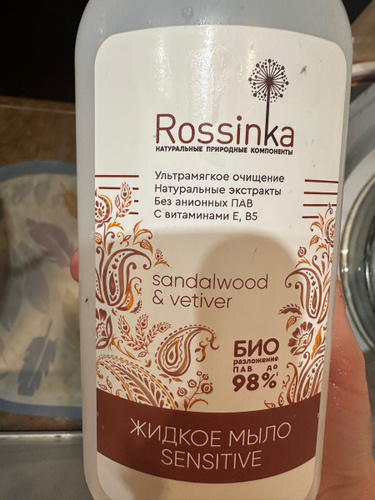 Rossinka
НАТУРАЛЬНЫЕ ПРИРОДНЫЕ КОМПОНЕНТЫ
Ультрамягкое очищение
Натуральные экстракты
Без анионных ПАВ
С витаминами Е, В5
sandalwood
& vetiver
БИО
разложение
ПАВ до
98%
ЖИДКОЕ МЫЛО
SENSITIVE